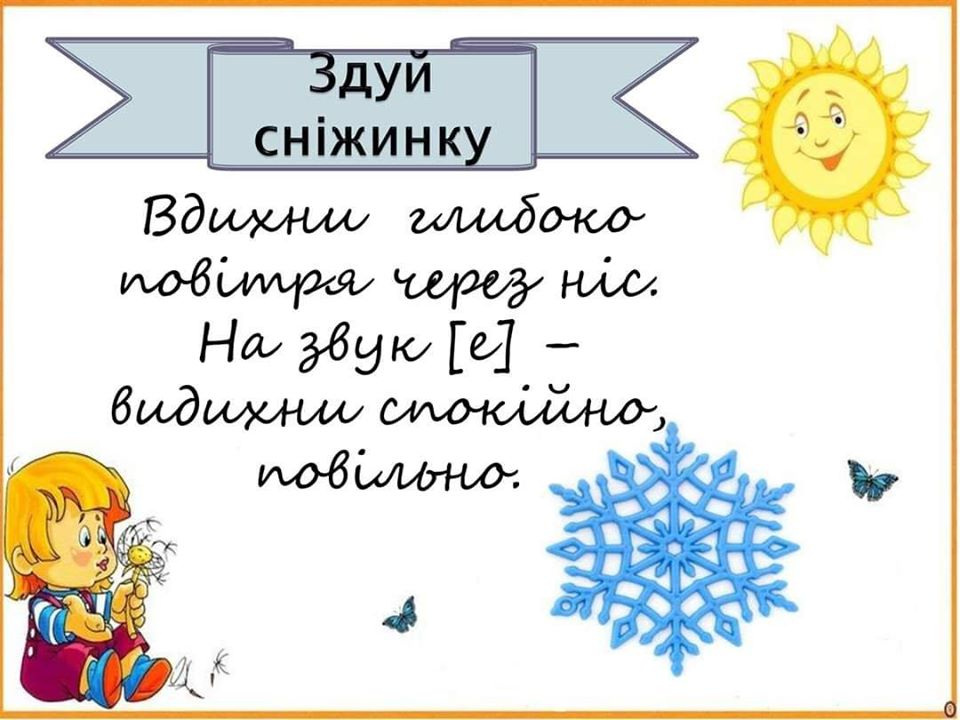 Здуй
сніжинку
Вдихни глибоко
повітря через ніс.
На звук [е] –
видихни спокійно,
повільно.